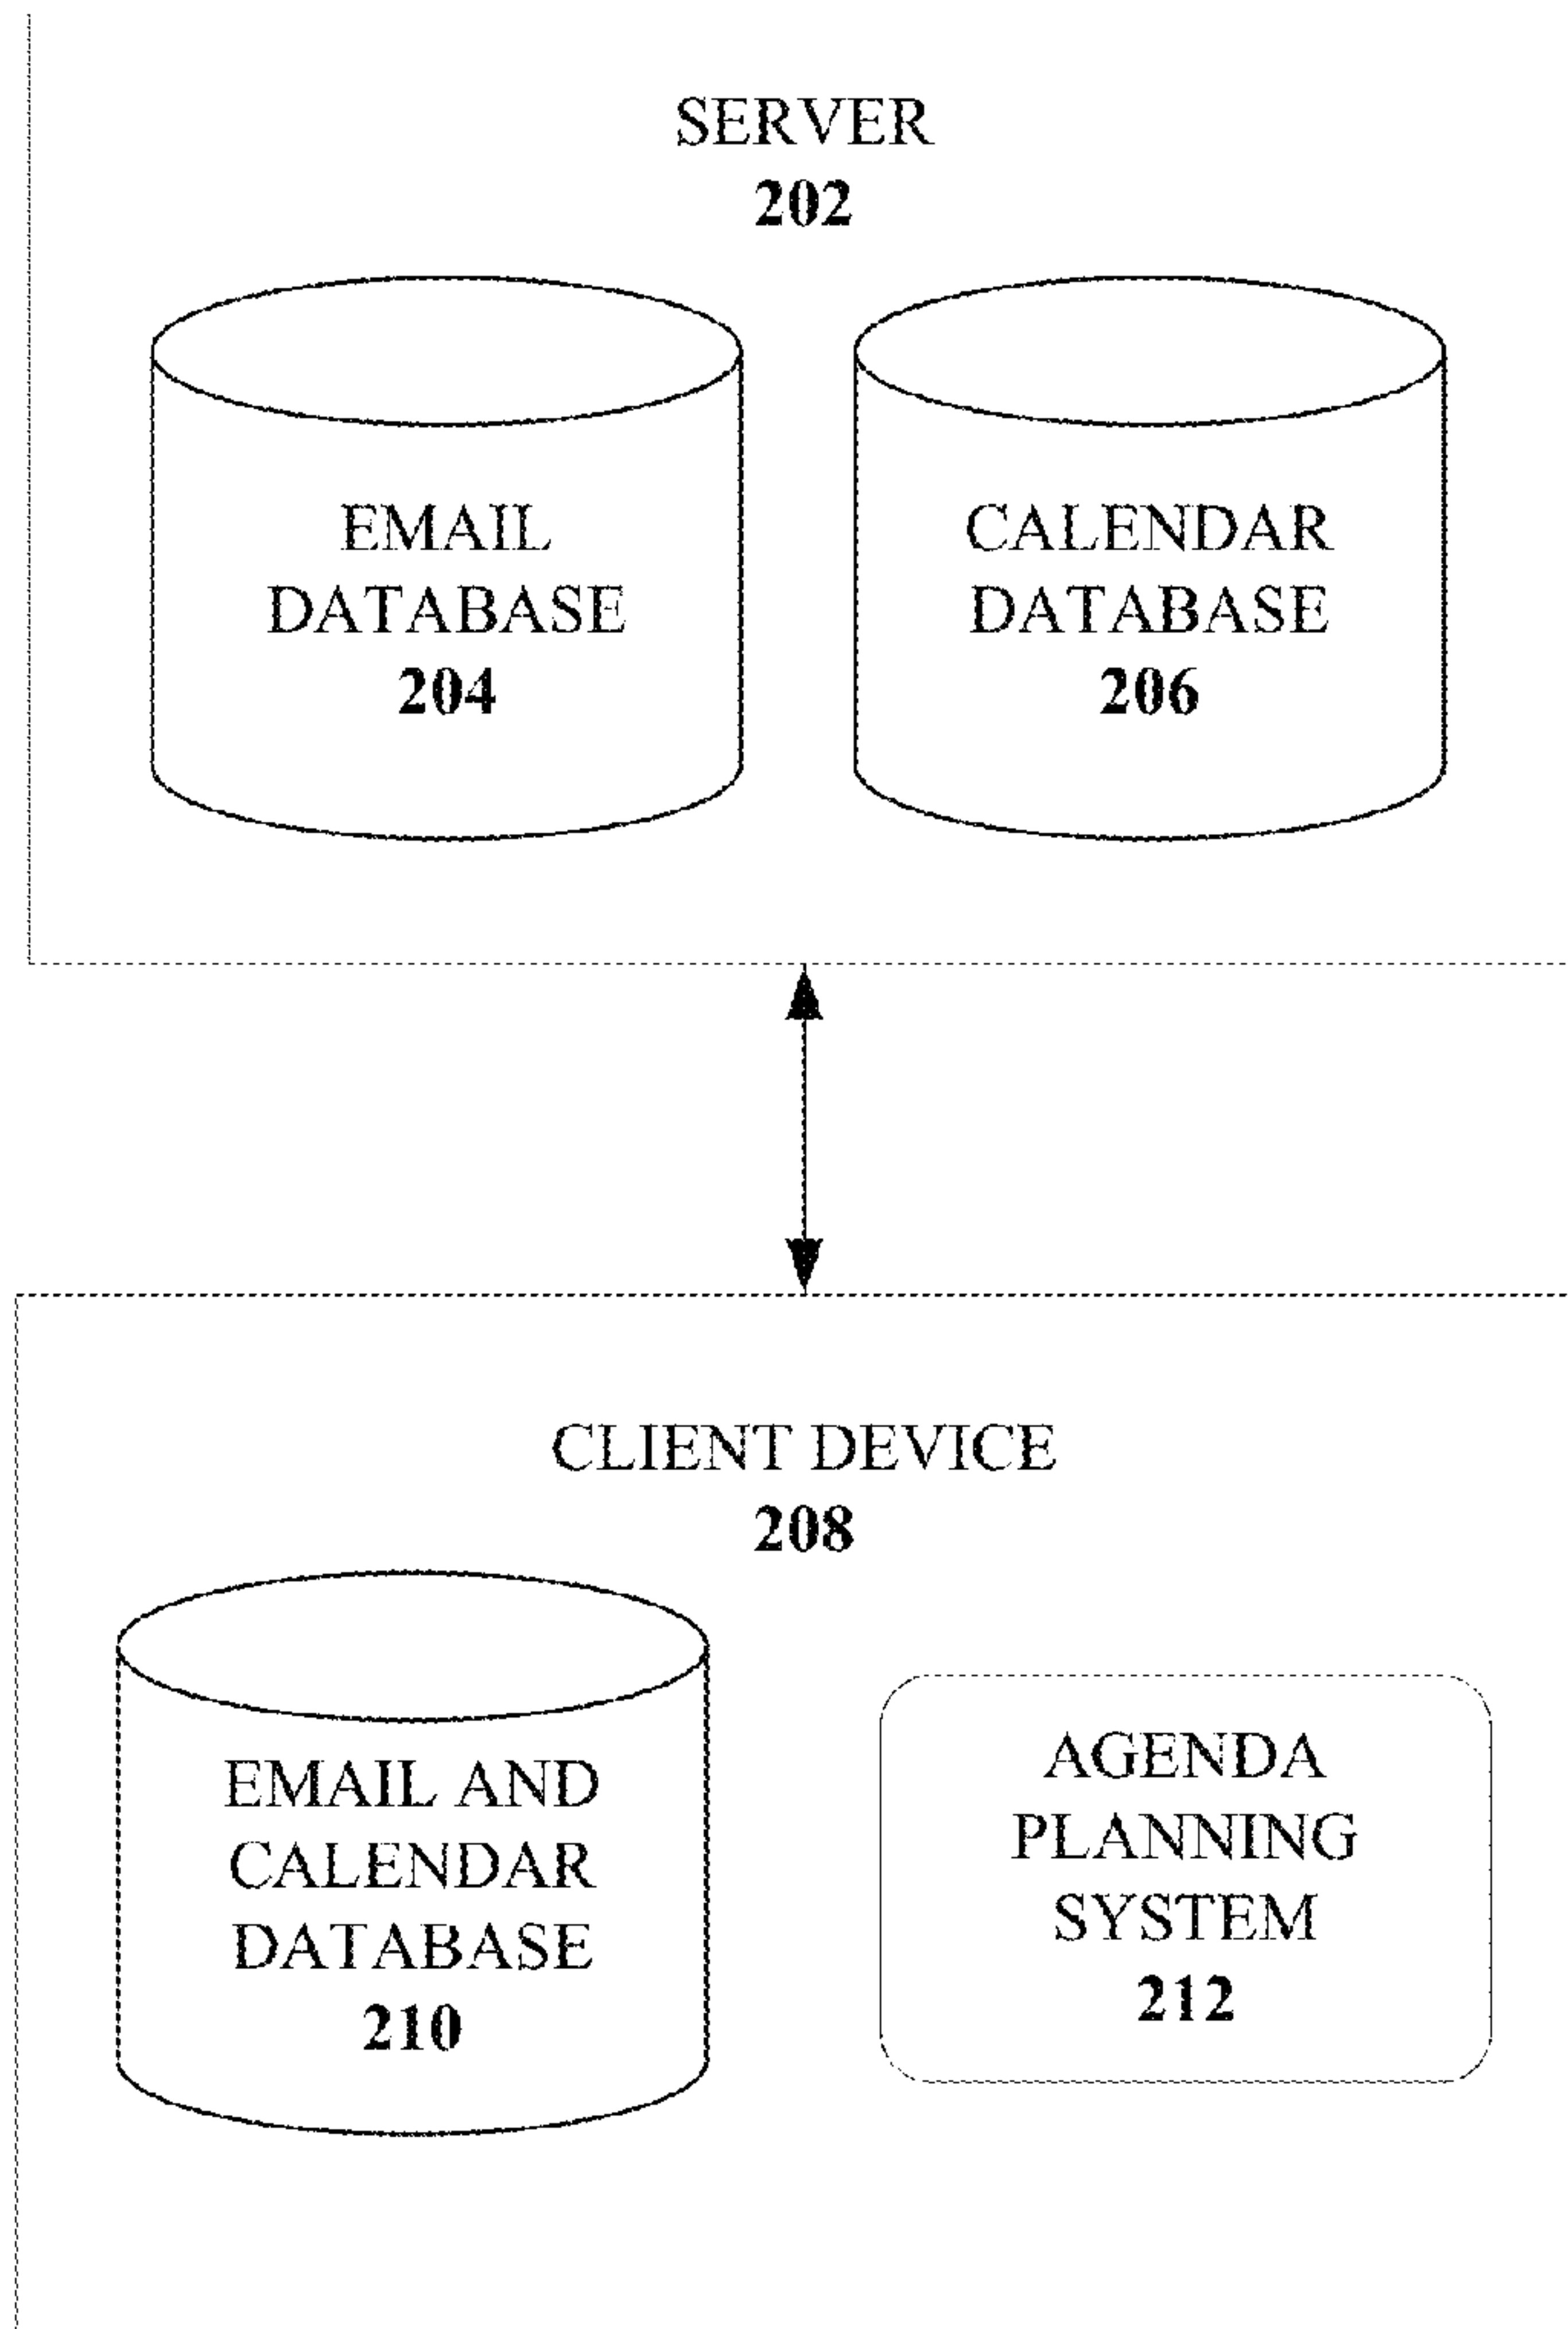 SERVER
202
EMAIL
DATABASE
204
CALENDAR
DATABASE
206
CLIENT DEVICE
208
EMAIL AND
CALENDAR
DATABASE
210
AGENDA
PLANNING
SYSTEM
212